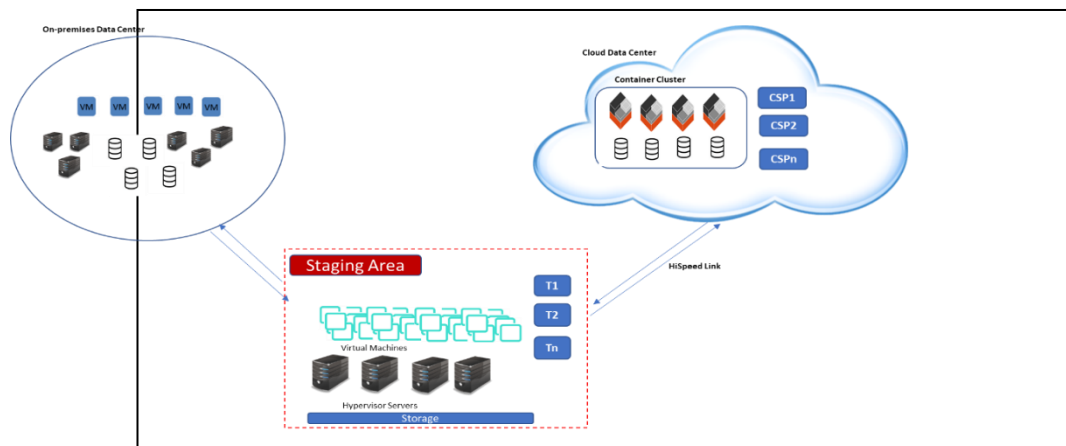 On-premises Data Center
VM VM VM VM VM
Cloud Data Center
Container Cluster
CSP1
CSP2
CSPn
HiSpeed Link
Staging Area
T1
T2
Tn
Virtual Machines
Hypervisor Servers
Storage